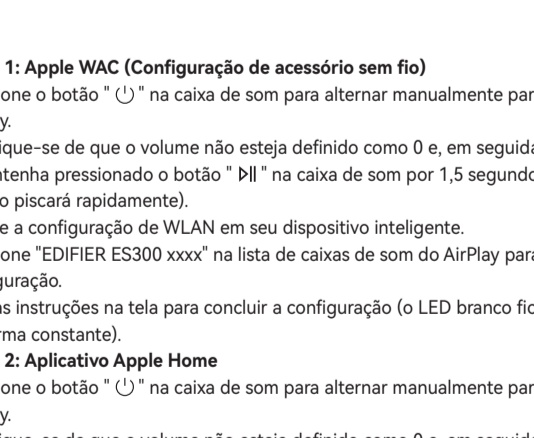 1: Apple WAC (Configuração de acessório sem fio)
one o botão " ⏻ " na caixa de som para alternar manualmente par
y.
ique-se de que o volume não esteja definido como 0 e, em seguida
ntenha pressionado o botão " ▷|| " na caixa de som por 1,5 segundo
o piscará rapidamente).
e a configuração de WLAN em seu dispositivo inteligente.
one "EDIFIER ES300 xxxx" na lista de caixas de som do AirPlay para
guração.
as instruções na tela para concluir a configuração (o LED branco fic
rma constante).
2: Aplicativo Apple Home
one o botão " ⏻ " na caixa de som para alternar manualmente par
y.